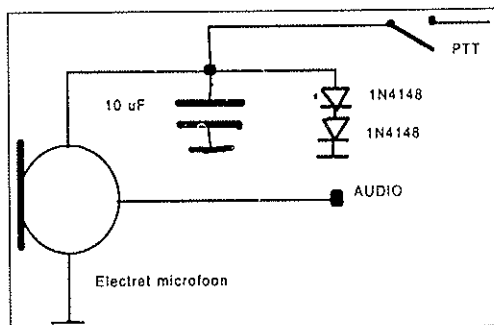 PTT
10 uF
1N4148
1N4148
AUDIO
Electret microfoon